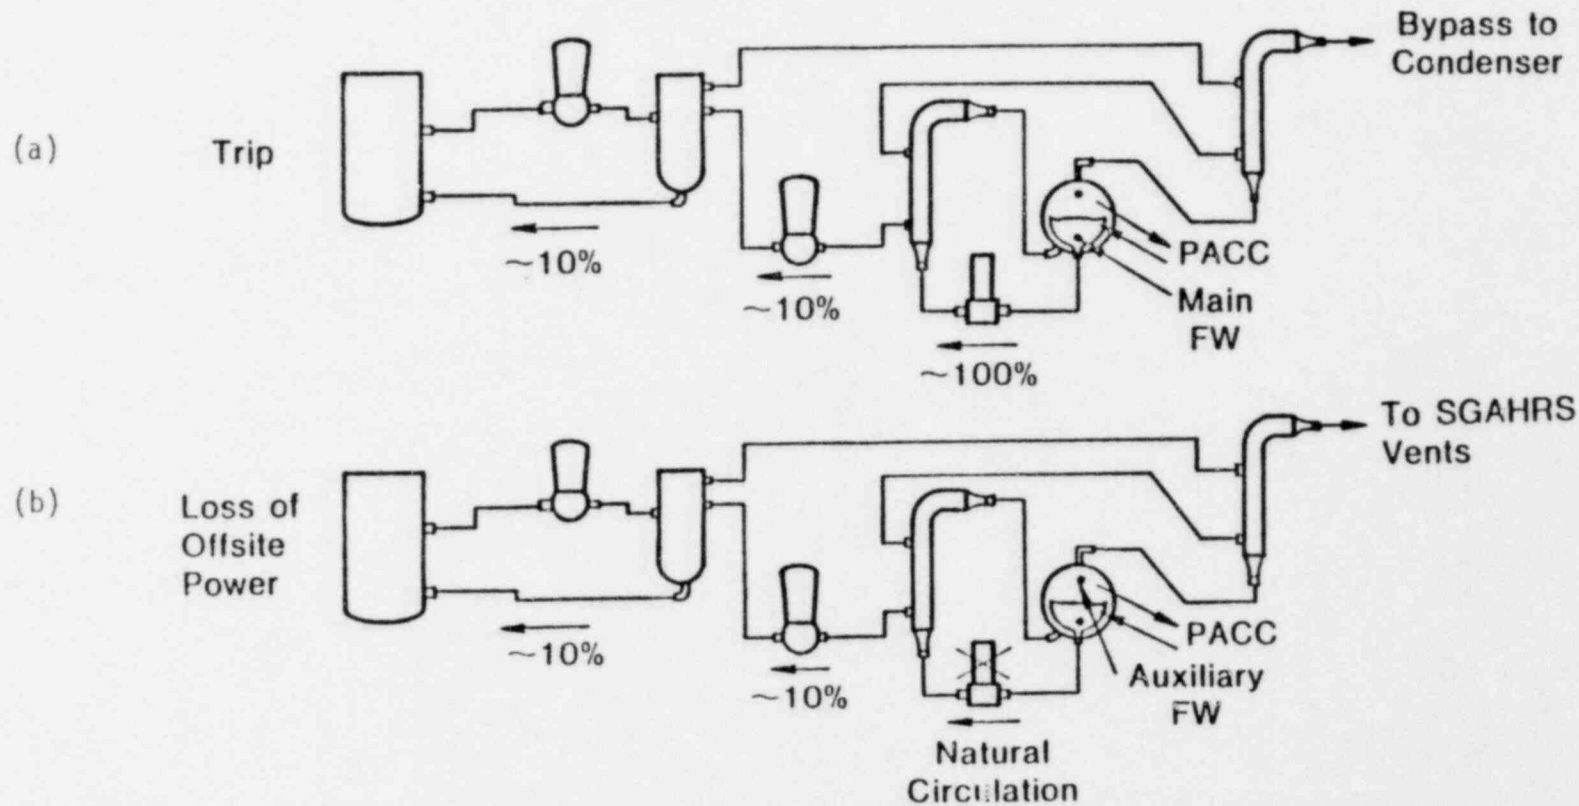 (a)
Trip
~10%
~10%
~100%
PACC
Main
FW
Bypass to
Condenser
(b)
Loss of
Offsite
Power
~10%
~10%
Natural
Circulation
PACC
Auxiliary
FW
To SGAHRS
Vents